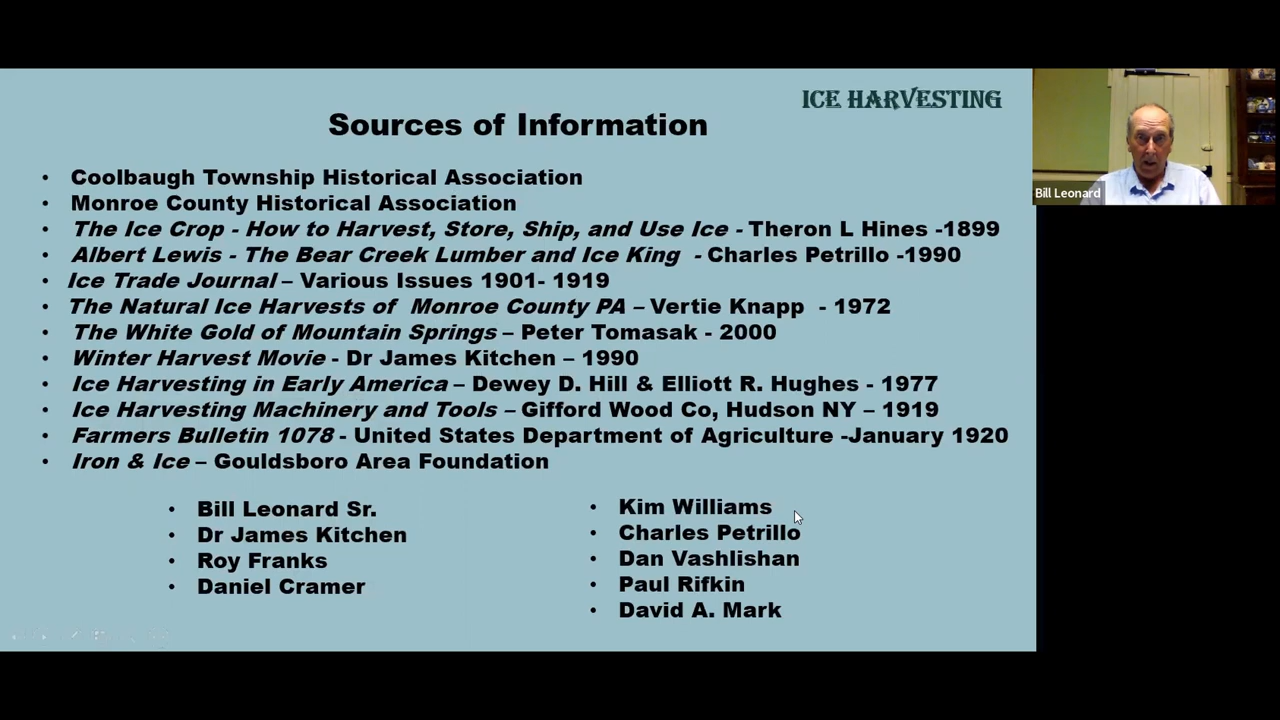 ICE HARVESTING
Sources of Information
• Coolbaugh Township Historical Association
• Monroe County Historical Association
• The Ice Crop - How to Harvest, Store, Ship, and Use Ice - Theron L Hines -1899
• Albert Lewis - The Bear Creek Lumber and Ice King - Charles Petrillo -1990
• Ice Trade Journal – Various Issues 1901- 1919
• The Natural Ice Harvests of Monroe County PA – Vertie Knapp - 1972
• The White Gold of Mountain Springs – Peter Tomasak - 2000
• Winter Harvest Movie - Dr James Kitchen – 1990
• Ice Harvesting in Early America – Dewey D. Hill & Elliott R. Hughes - 1977
• Ice Harvesting Machinery and Tools – Gifford Wood Co, Hudson NY – 1919
• Farmers Bulletin 1078 - United States Department of Agriculture -January 1920
• Iron & Ice – Gouldsboro Area Foundation
• Bill Leonard Sr.
• Dr James Kitchen
• Roy Franks
• Daniel Cramer
• Kim Williams
• Charles Petrillo
• Dan Vashlishan
• Paul Rifkin
• David A. Mark
Bill Leonard